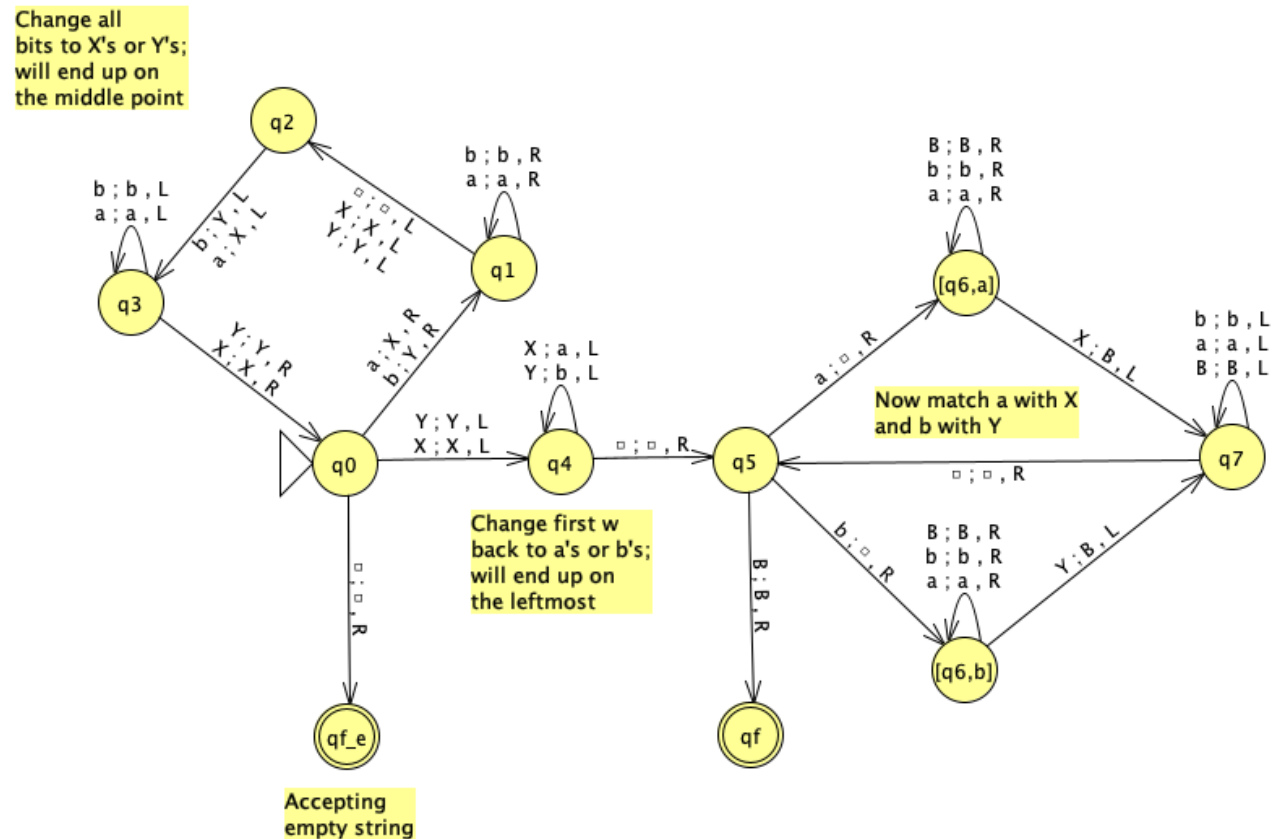 Change all
bits to X's or Y's;
will end up on
the middle point
q2
b ; b , R
a ; a , R
B ; B , R
b ; b , R
a ; a , R
b ; b , L
a ; a , L
b ; Y , L
a ; X , L
□ ; □ , L
X ; X , L
Y ; Y , L
q1
[q6,a]
q3
b ; b , L
a ; a , L
B ; B , L
Y ; Y , R
X ; X , R
a ; X , R
b ; Y , R
X ; a , L
Y ; b , L
a ; □ , R
X ; B , L
Now match a with X
and b with Y
Y ; Y , L
X ; X , L
□ ; □ , R
q0
q4
q5
q7
□ ; □ , R
Change first w
back to a's or b's;
will end up on
the leftmost
B ; B , R
b ; b , R
a ; a , R
b ; □ , R
Y ; B , L
□ ; □ , R
B ; B , R
[q6,b]
qf_e
qf
Accepting
empty string